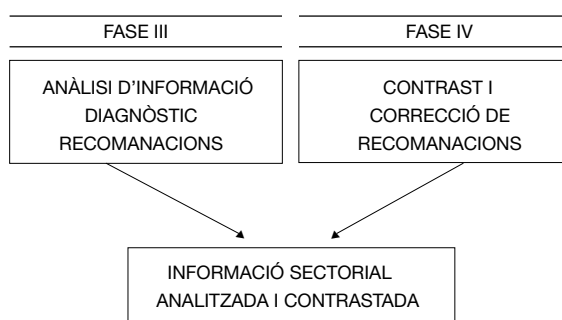 FASE III
FASE IV
ANÀLISI D'INFORMACIÓ
DIAGNÒSTIC
RECOMANACIONS
CONTRAST I
CORRECCIÓ DE
RECOMANACIONS
INFORMACIÓ SECTORIAL
ANALITZADA I CONTRASTADA